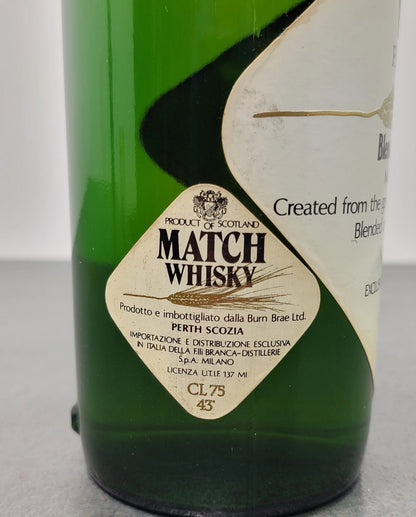 PRODUCT OF SCOTLAND
MATCH
WHISKY
Prodotto e imbottigliato dalla Burn Brae Ltd.
PERTH SCOZIA
IMPORTAZIONE E DISTRIBUZIONE ESCLUSIVA
IN ITALIA DELLA F.lli BRANCA-DISTILLERIE
S.p.A. MILANO
LICENZA U.T.I.F 137 MI
CL 75
43°
Created from the
Blended